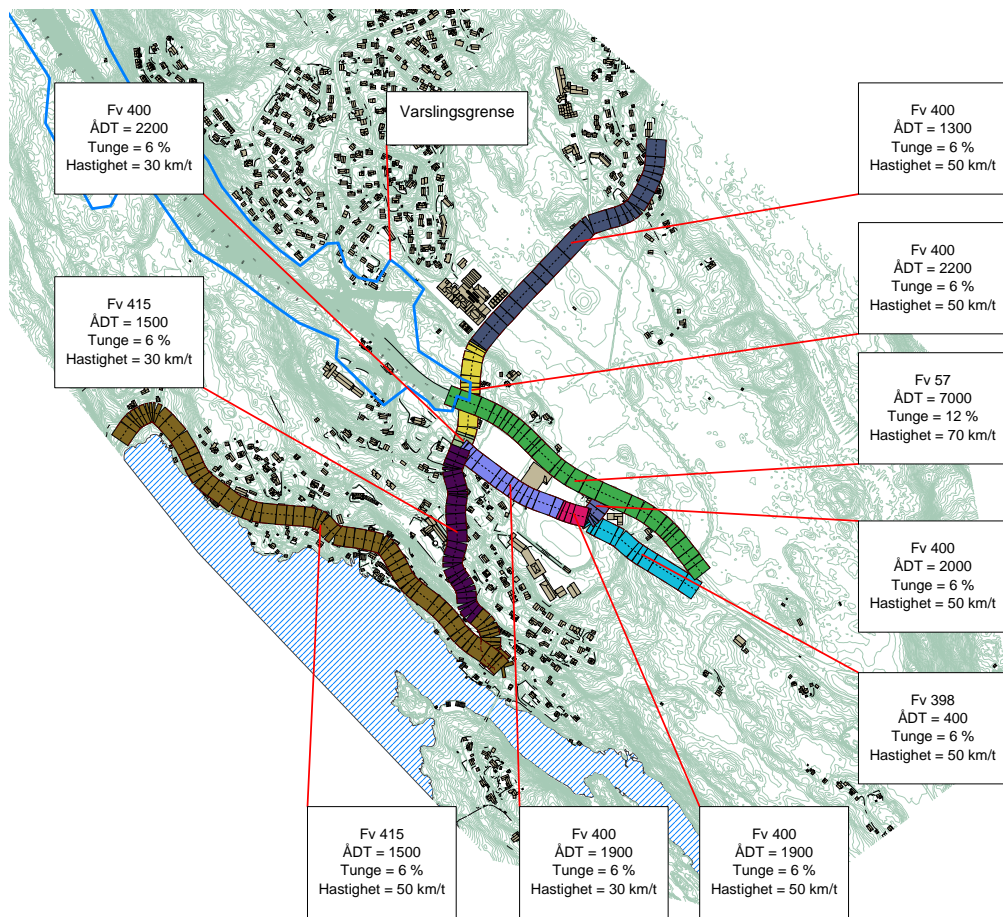 Fv 400
ÅDT = 2200
Tunge = 6 %
Hastighet = 30 km/t
Varslingsgrense
Fv 400
ÅDT = 1300
Tunge = 6 %
Hastighet = 50 km/t
Fv 400
ÅDT = 2200
Tunge = 6 %
Hastighet = 50 km/t
Fv 415
ÅDT = 1500
Tunge = 6 %
Hastighet = 30 km/t
Fv 57
ÅDT = 7000
Tunge = 12 %
Hastighet = 70 km/t
Fv 400
ÅDT = 2000
Tunge = 6 %
Hastighet = 50 km/t
Fv 398
ÅDT = 400
Tunge = 6 %
Hastighet = 50 km/t
Fv 415
ÅDT = 1500
Tunge = 6 %
Hastighet = 50 km/t
Fv 400
ÅDT = 1900
Tunge = 6 %
Hastighet = 30 km/t
Fv 400
ÅDT = 1900
Tunge = 6 %
Hastighet = 50 km/t